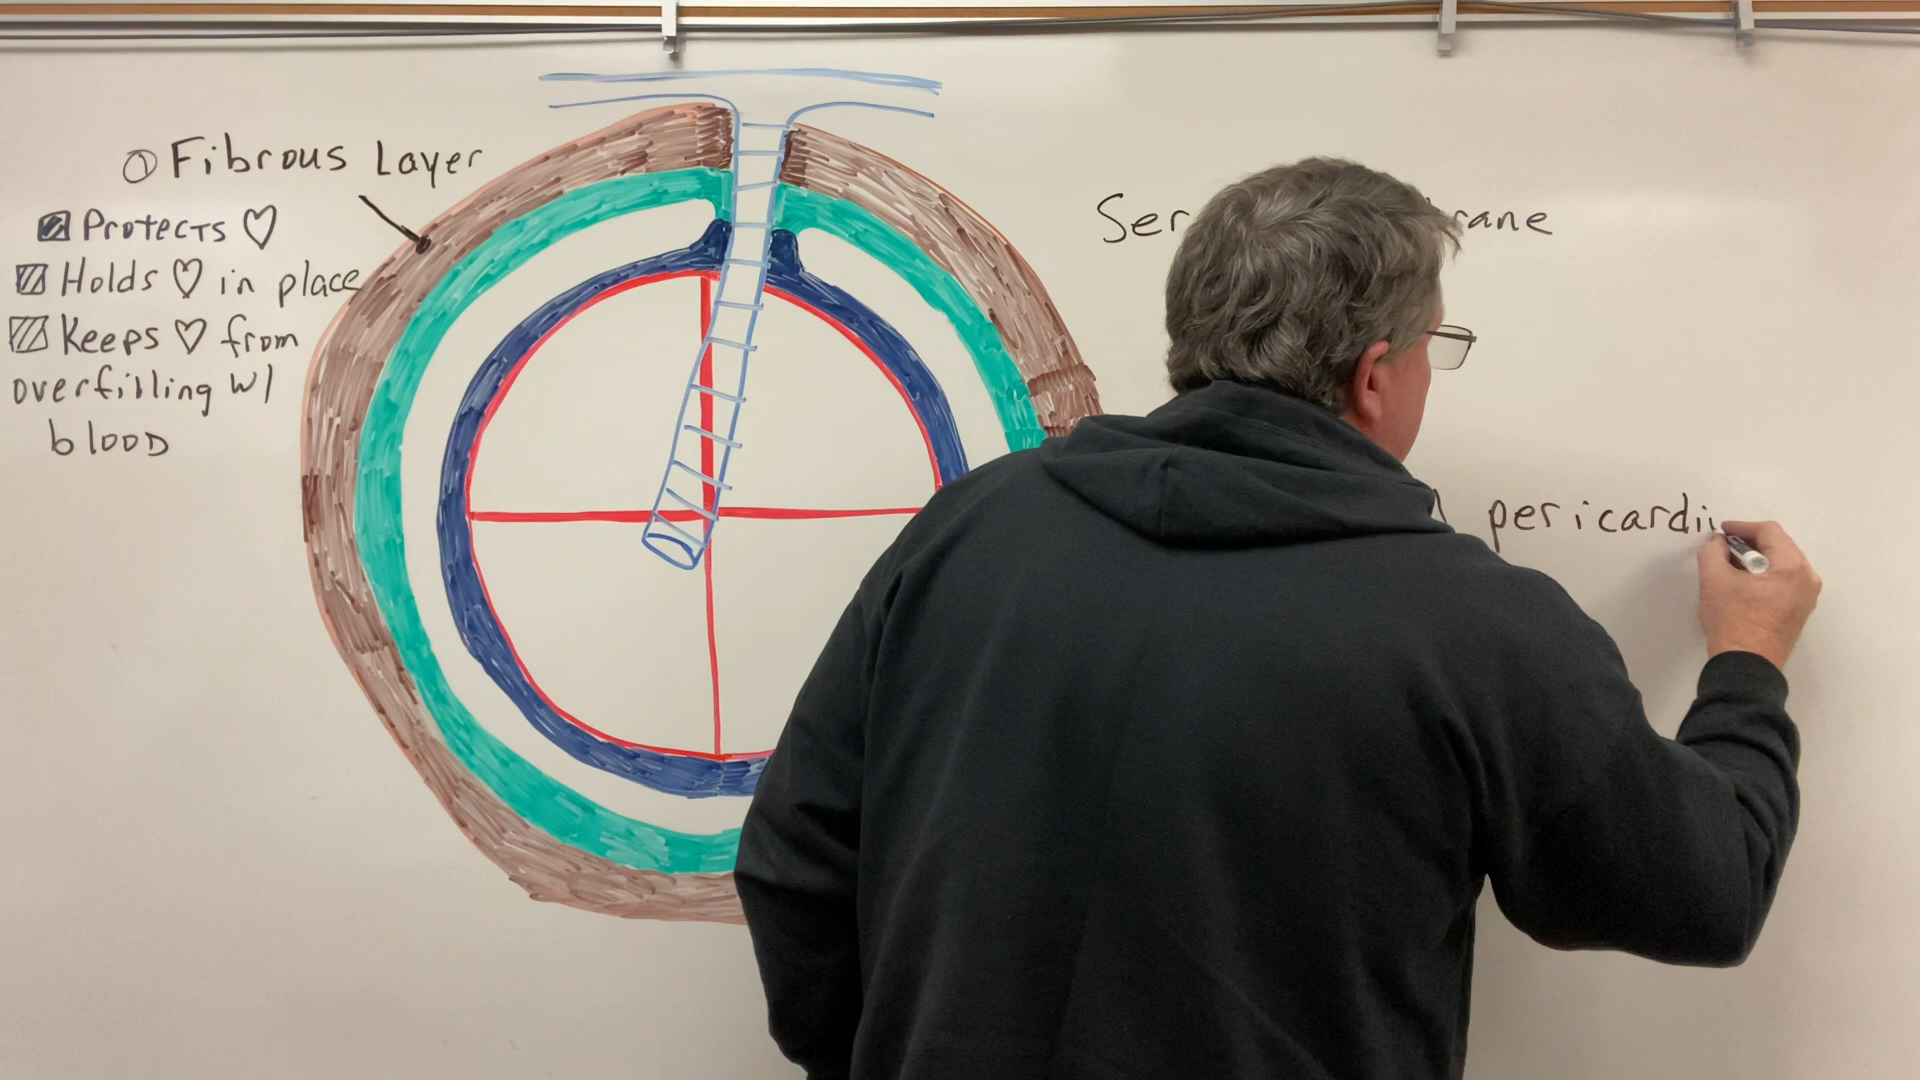 ① Fibrous Layer
Protects ♡
Holds ♡ in place
Keeps ♡ from
overfilling w/
blood
Ser rane
pericardi